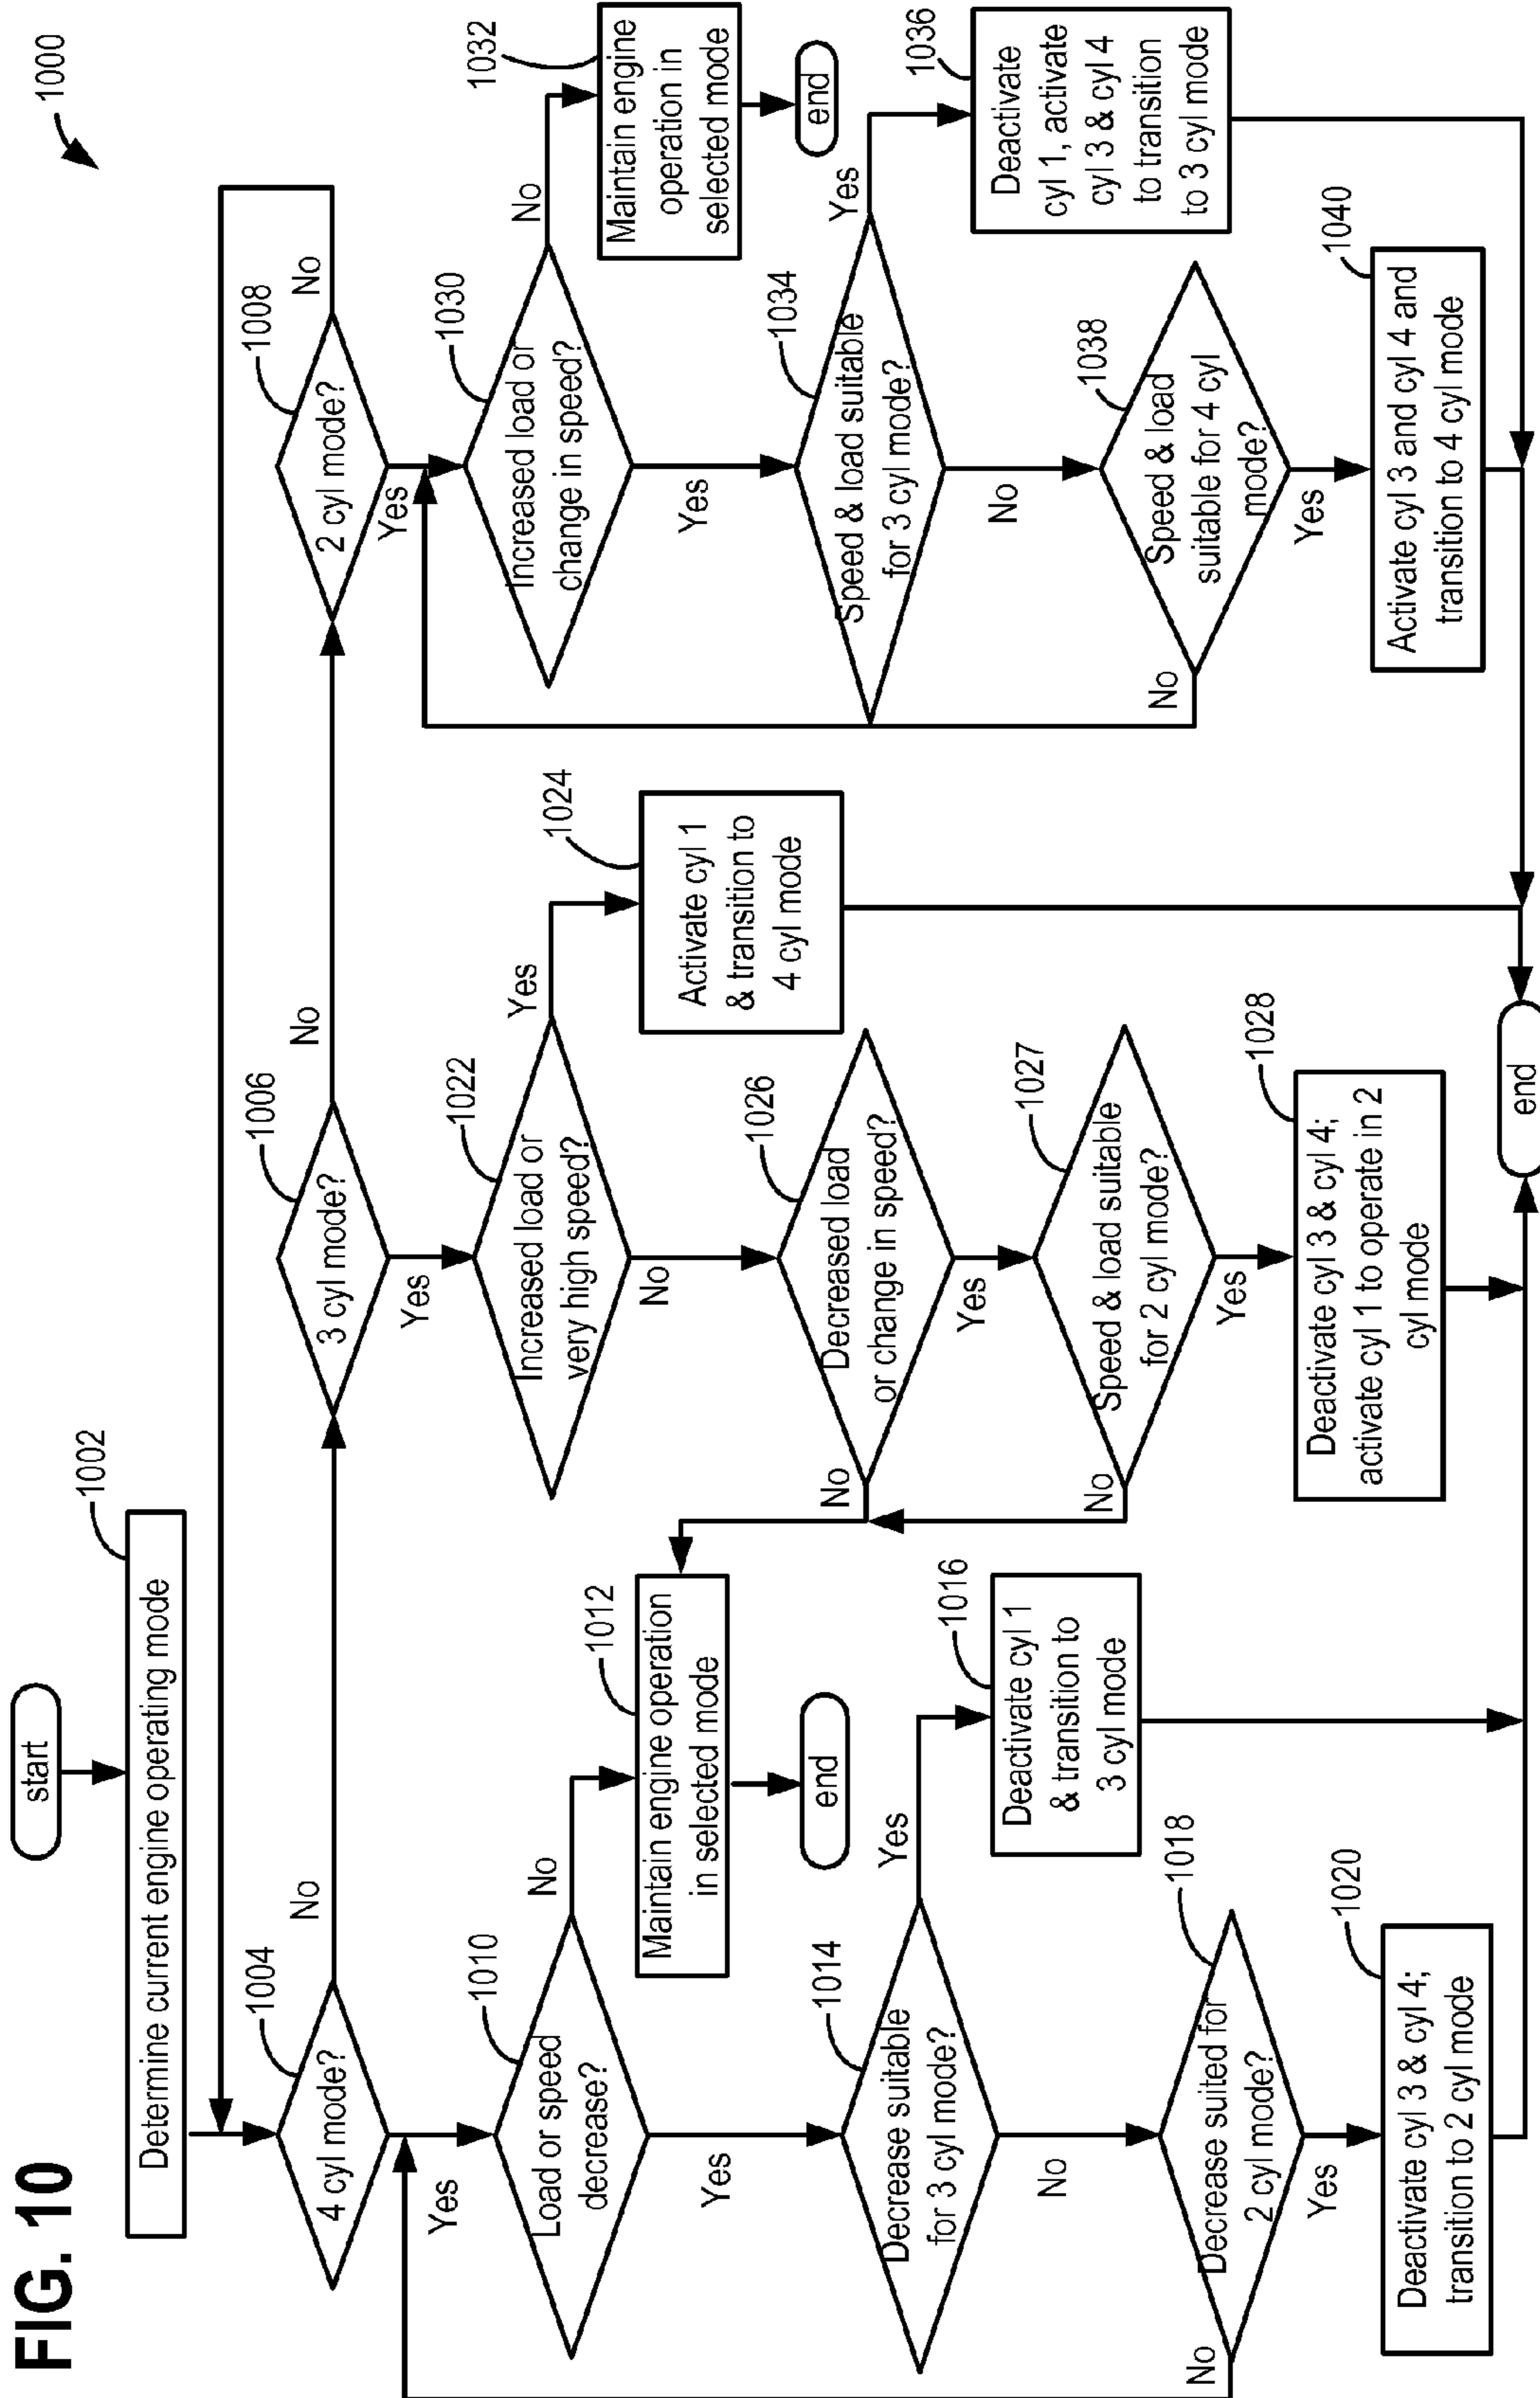 FIG. 10
1000
start
1002
Determine current engine operating mode
1004
4 cyl mode?
No
Yes
1006
3 cyl mode?
No
Yes
1008
2 cyl mode?
No
Yes
1010
Load or speed
decrease?
No
Yes
1012
Maintain engine operation
in selected mode
end
1014
Decrease suitable
for 3 cyl mode?
Yes
No
1016
Deactivate cyl 1
& transition to
3 cyl mode
1018
Decrease suited for
2 cyl mode?
No
Yes
1020
Deactivate cyl 3 & cyl 4;
transition to 2 cyl mode
1022
Increased load or
very high speed?
Yes
No
1024
Activate cyl 1
& transition to
4 cyl mode
1026
Decreased load
or change in speed?
No
Yes
1027
Speed & load suitable
for 2 cyl mode?
No
Yes
1028
Deactivate cyl 3 & cyl 4;
activate cyl 1 to operate in 2
cyl mode
1030
Increased load or
change in speed?
No
Yes
1032
Maintain engine
operation in
selected mode
end
1034
Speed & load suitable
for 3 cyl mode?
Yes
No
1036
Deactivate
cyl 1, activate
cyl 3 & cyl 4
to transition
to 3 cyl mode
1038
Speed & load
suitable for 4 cyl
mode?
No
Yes
1040
Activate cyl 3 and cyl 4 and
transition to 4 cyl mode
end